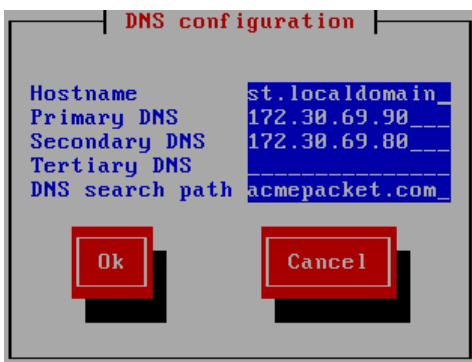 DNS configuration
Hostname st.localdomain_
Primary DNS 172.30.69.90___
Secondary DNS 172.30.69.80___
Tertiary DNS _______________
DNS search path acmepacket.com_
Ok Cancel